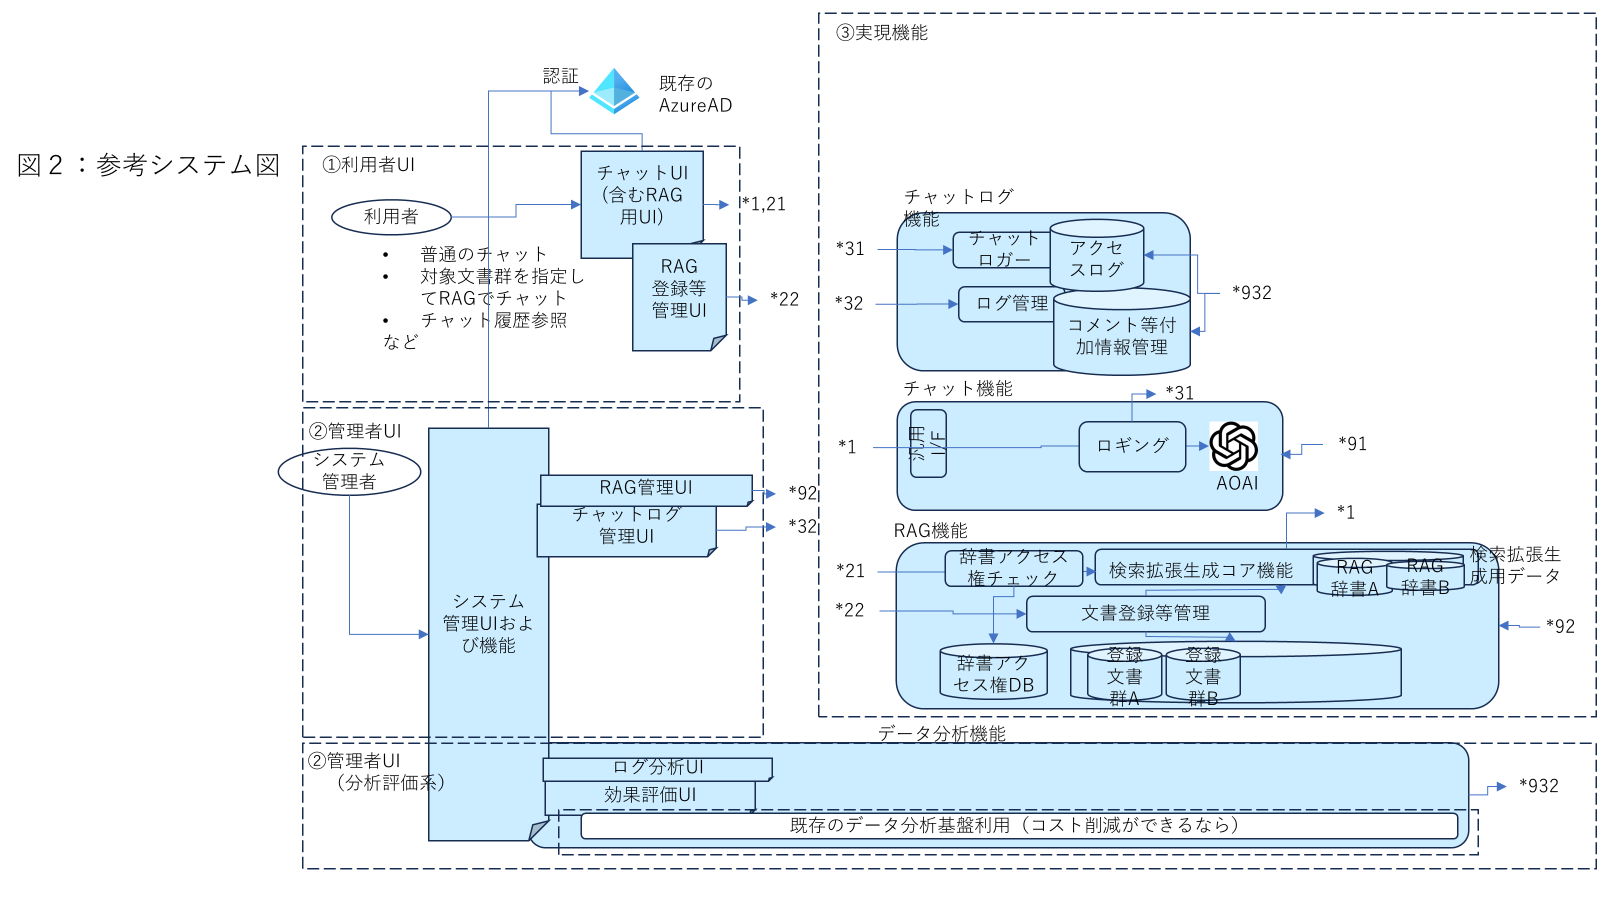 図2：参考システム図
認証
既存の
AzureAD
①利用者UI
利用者
• 普通のチャット
• 対象文書群を指定し
てRAGでチャット
• チャット履歴参照
など
チャットUI
(含むRAG
用UI)
*1,21
RAG
登録等
管理UI
*22
②管理者UI
システム
管理者
システム
管理UIおよ
び機能
RAG管理UI
*92
チャットログ
管理UI
*32
②管理者UI
（分析評価系）
データ分析機能
ログ分析UI
効果評価UI
既存のデータ分析基盤利用（コスト削減ができるなら）
*932
③実現機能
チャットログ
機能
*31
チャット
ロガー
アクセ
スログ
*32
ログ管理
コメント等付
加情報管理
*932
チャット機能
*31
*1
汎用
I/F
ロギング
AOAI
*91
RAG機能
*1
*21
辞書アクセス
権チェック
検索拡張生成コア機能
RAG
辞書A
RAG
辞書B
検索拡張生
成用データ
*22
文書登録等管理
*92
辞書アク
セス権DB
登録
文書
群A
登録
文書
群B